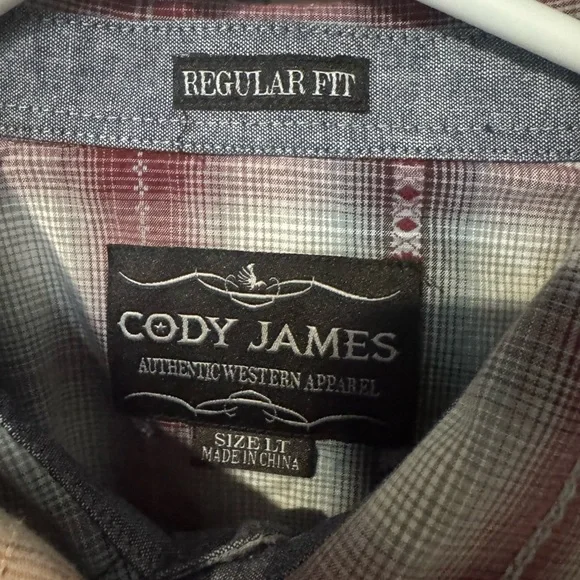 REGULAR FIT
CODY JAMES
AUTHENTIC WESTERN APPAREL
SIZE LT
MADE IN CHINA